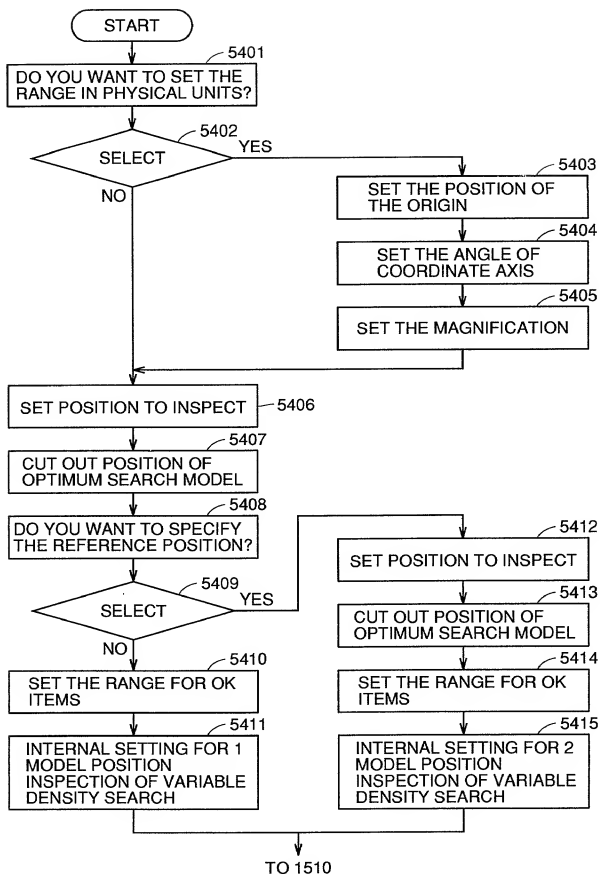 START
5401
DO YOU WANT TO SET THE
RANGE IN PHYSICAL UNITS?
5402
SELECT
YES
NO
5403
SET THE POSITION OF
THE ORIGIN
5404
SET THE ANGLE OF
COORDINATE AXIS
5405
SET THE MAGNIFICATION
SET POSITION TO INSPECT
5406
5407
CUT OUT POSITION OF
OPTIMUM SEARCH MODEL
5408
DO YOU WANT TO SPECIFY
THE REFERENCE POSITION?
5409
SELECT
YES
NO
5410
SET THE RANGE FOR OK
ITEMS
5411
INTERNAL SETTING FOR 1
MODEL POSITION
INSPECTION OF VARIABLE
DENSITY SEARCH
5412
SET POSITION TO INSPECT
5413
CUT OUT POSITION OF
OPTIMUM SEARCH MODEL
5414
SET THE RANGE FOR OK
ITEMS
5415
INTERNAL SETTING FOR 2
MODEL POSITION
INSPECTION OF VARIABLE
DENSITY SEARCH
TO 1510